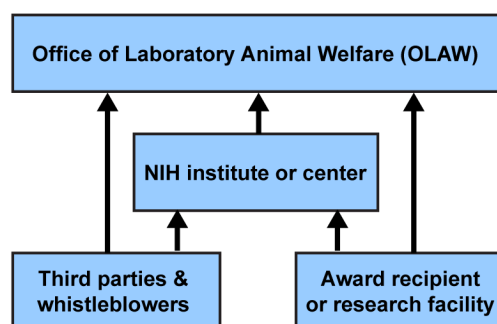 Office of Laboratory Animal Welfare (OLAW)
NIH institute or center
Third parties &
whistleblowers
Award recipient
or research facility